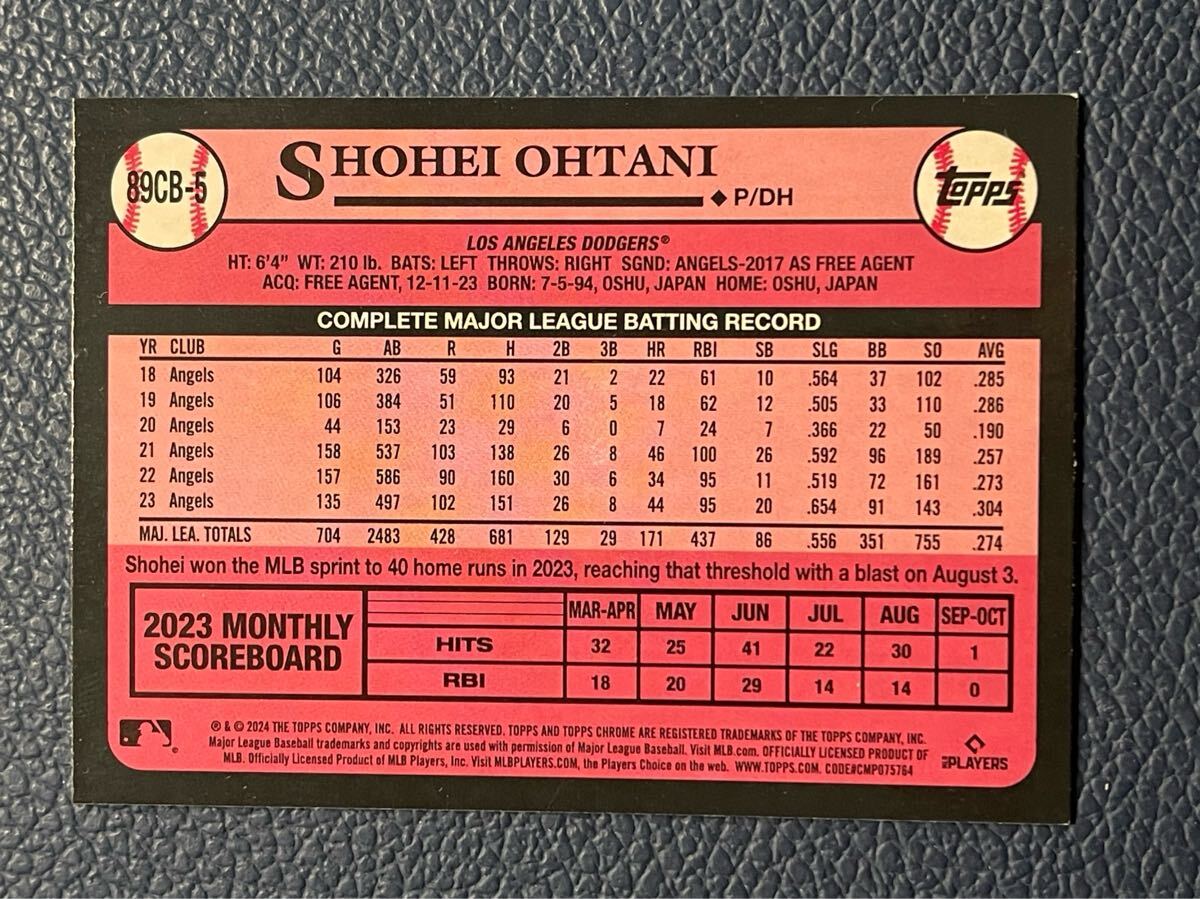 89CB-5
SHOHEI OHTANI
◆ P/DH
topps
LOS ANGELES DODGERS®
HT: 6'4" WT: 210 lb. BATS: LEFT THROWS: RIGHT SGND: ANGELS-2017 AS FREE AGENT
ACQ: FREE AGENT, 12-11-23 BORN: 7-5-94, OSHU, JAPAN HOME: OSHU, JAPAN
COMPLETE MAJOR LEAGUE BATTING RECORD
YR CLUB G AB R H 2B 3B HR RBI SB SLG BB SO AVG
18 Angels 104 326 59 93 21 2 22 61 10 .564 37 102 .285
19 Angels 106 384 51 110 20 5 18 62 12 .505 33 110 .286
20 Angels 44 153 23 29 6 0 7 24 7 .366 22 50 .190
21 Angels 158 537 103 138 26 8 46 100 26 .592 96 189 .257
22 Angels 157 586 90 160 30 6 34 95 11 .519 72 161 .273
23 Angels 135 497 102 151 26 8 44 95 20 .654 91 143 .304
MAJ. LEA. TOTALS 704 2483 428 681 129 29 171 437 86 .556 351 755 .274
Shohei won the MLB sprint to 40 home runs in 2023, reaching that threshold with a blast on August 3.
2023 MONTHLY
SCOREBOARD
MAR-APR MAY JUN JUL AUG SEP-OCT
HITS 32 25 41 22 30 1
RBI 18 20 29 14 14 0
® & © 2024 THE TOPPS COMPANY, INC. ALL RIGHTS RESERVED. TOPPS AND TOPPS CHROME ARE REGISTERED TRADEMARKS OF THE TOPPS COMPANY, INC.
Major League Baseball trademarks and copyrights are used with permission of Major League Baseball. Visit MLB.com. OFFICIALLY LICENSED PRODUCT OF
MLB. Officially Licensed Product of MLB Players, Inc. Visit MLBPLAYERS.COM, the Players Choice on the web. WWW.TOPPS.COM. CODE#CMP075764
MLB PLAYERS